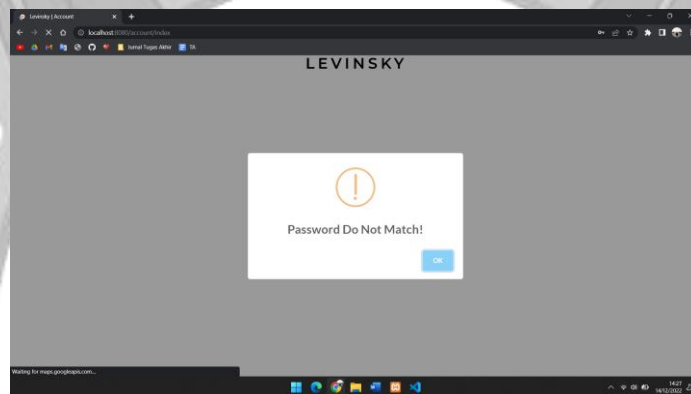 Levinsky | Account
localhost:8080/account/index
Jurnal Tugas Akhir
TA
LEVINSKY
Password Do Not Match!
OK
Waiting for maps.googleapis.com...
14:27
14/12/2022